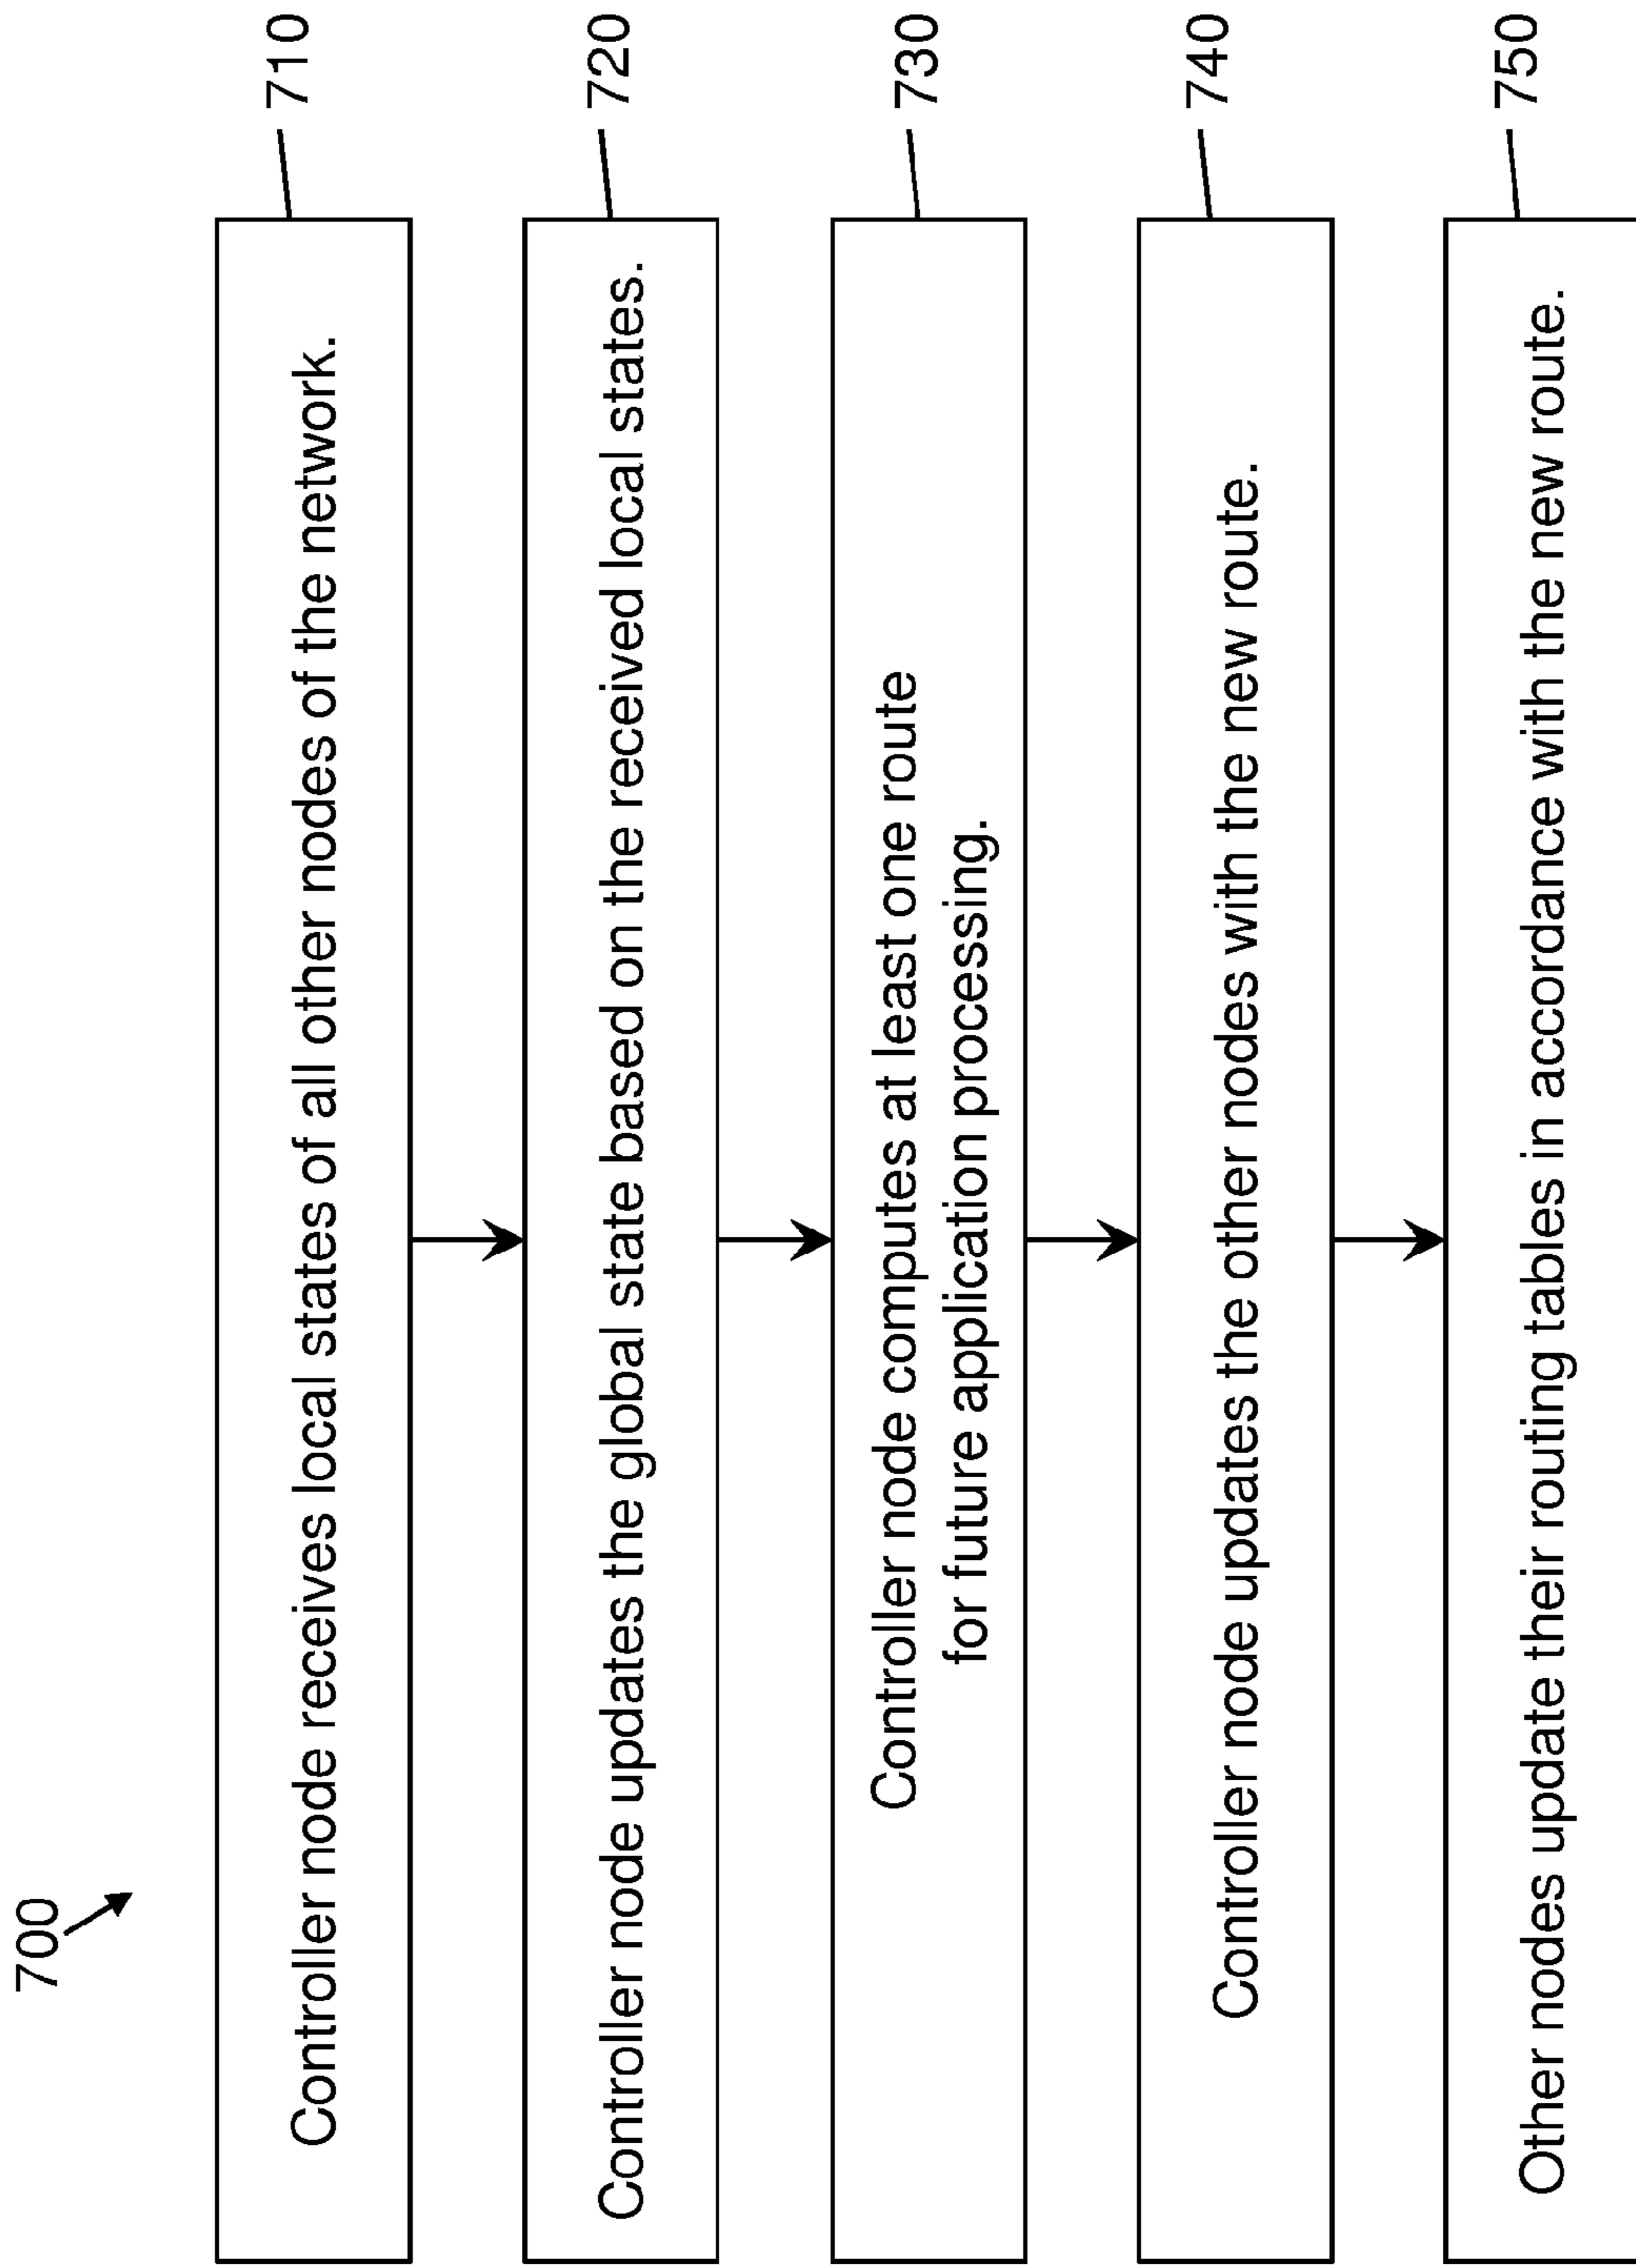 700
Controller node receives local states of all other nodes of the network.
710
Controller node updates the global state based on the received local states.
720
Controller node computes at least one route
for future application processing.
730
Controller node updates the other nodes with the new route.
740
Other nodes update their routing tables in accordance with the new route.
750